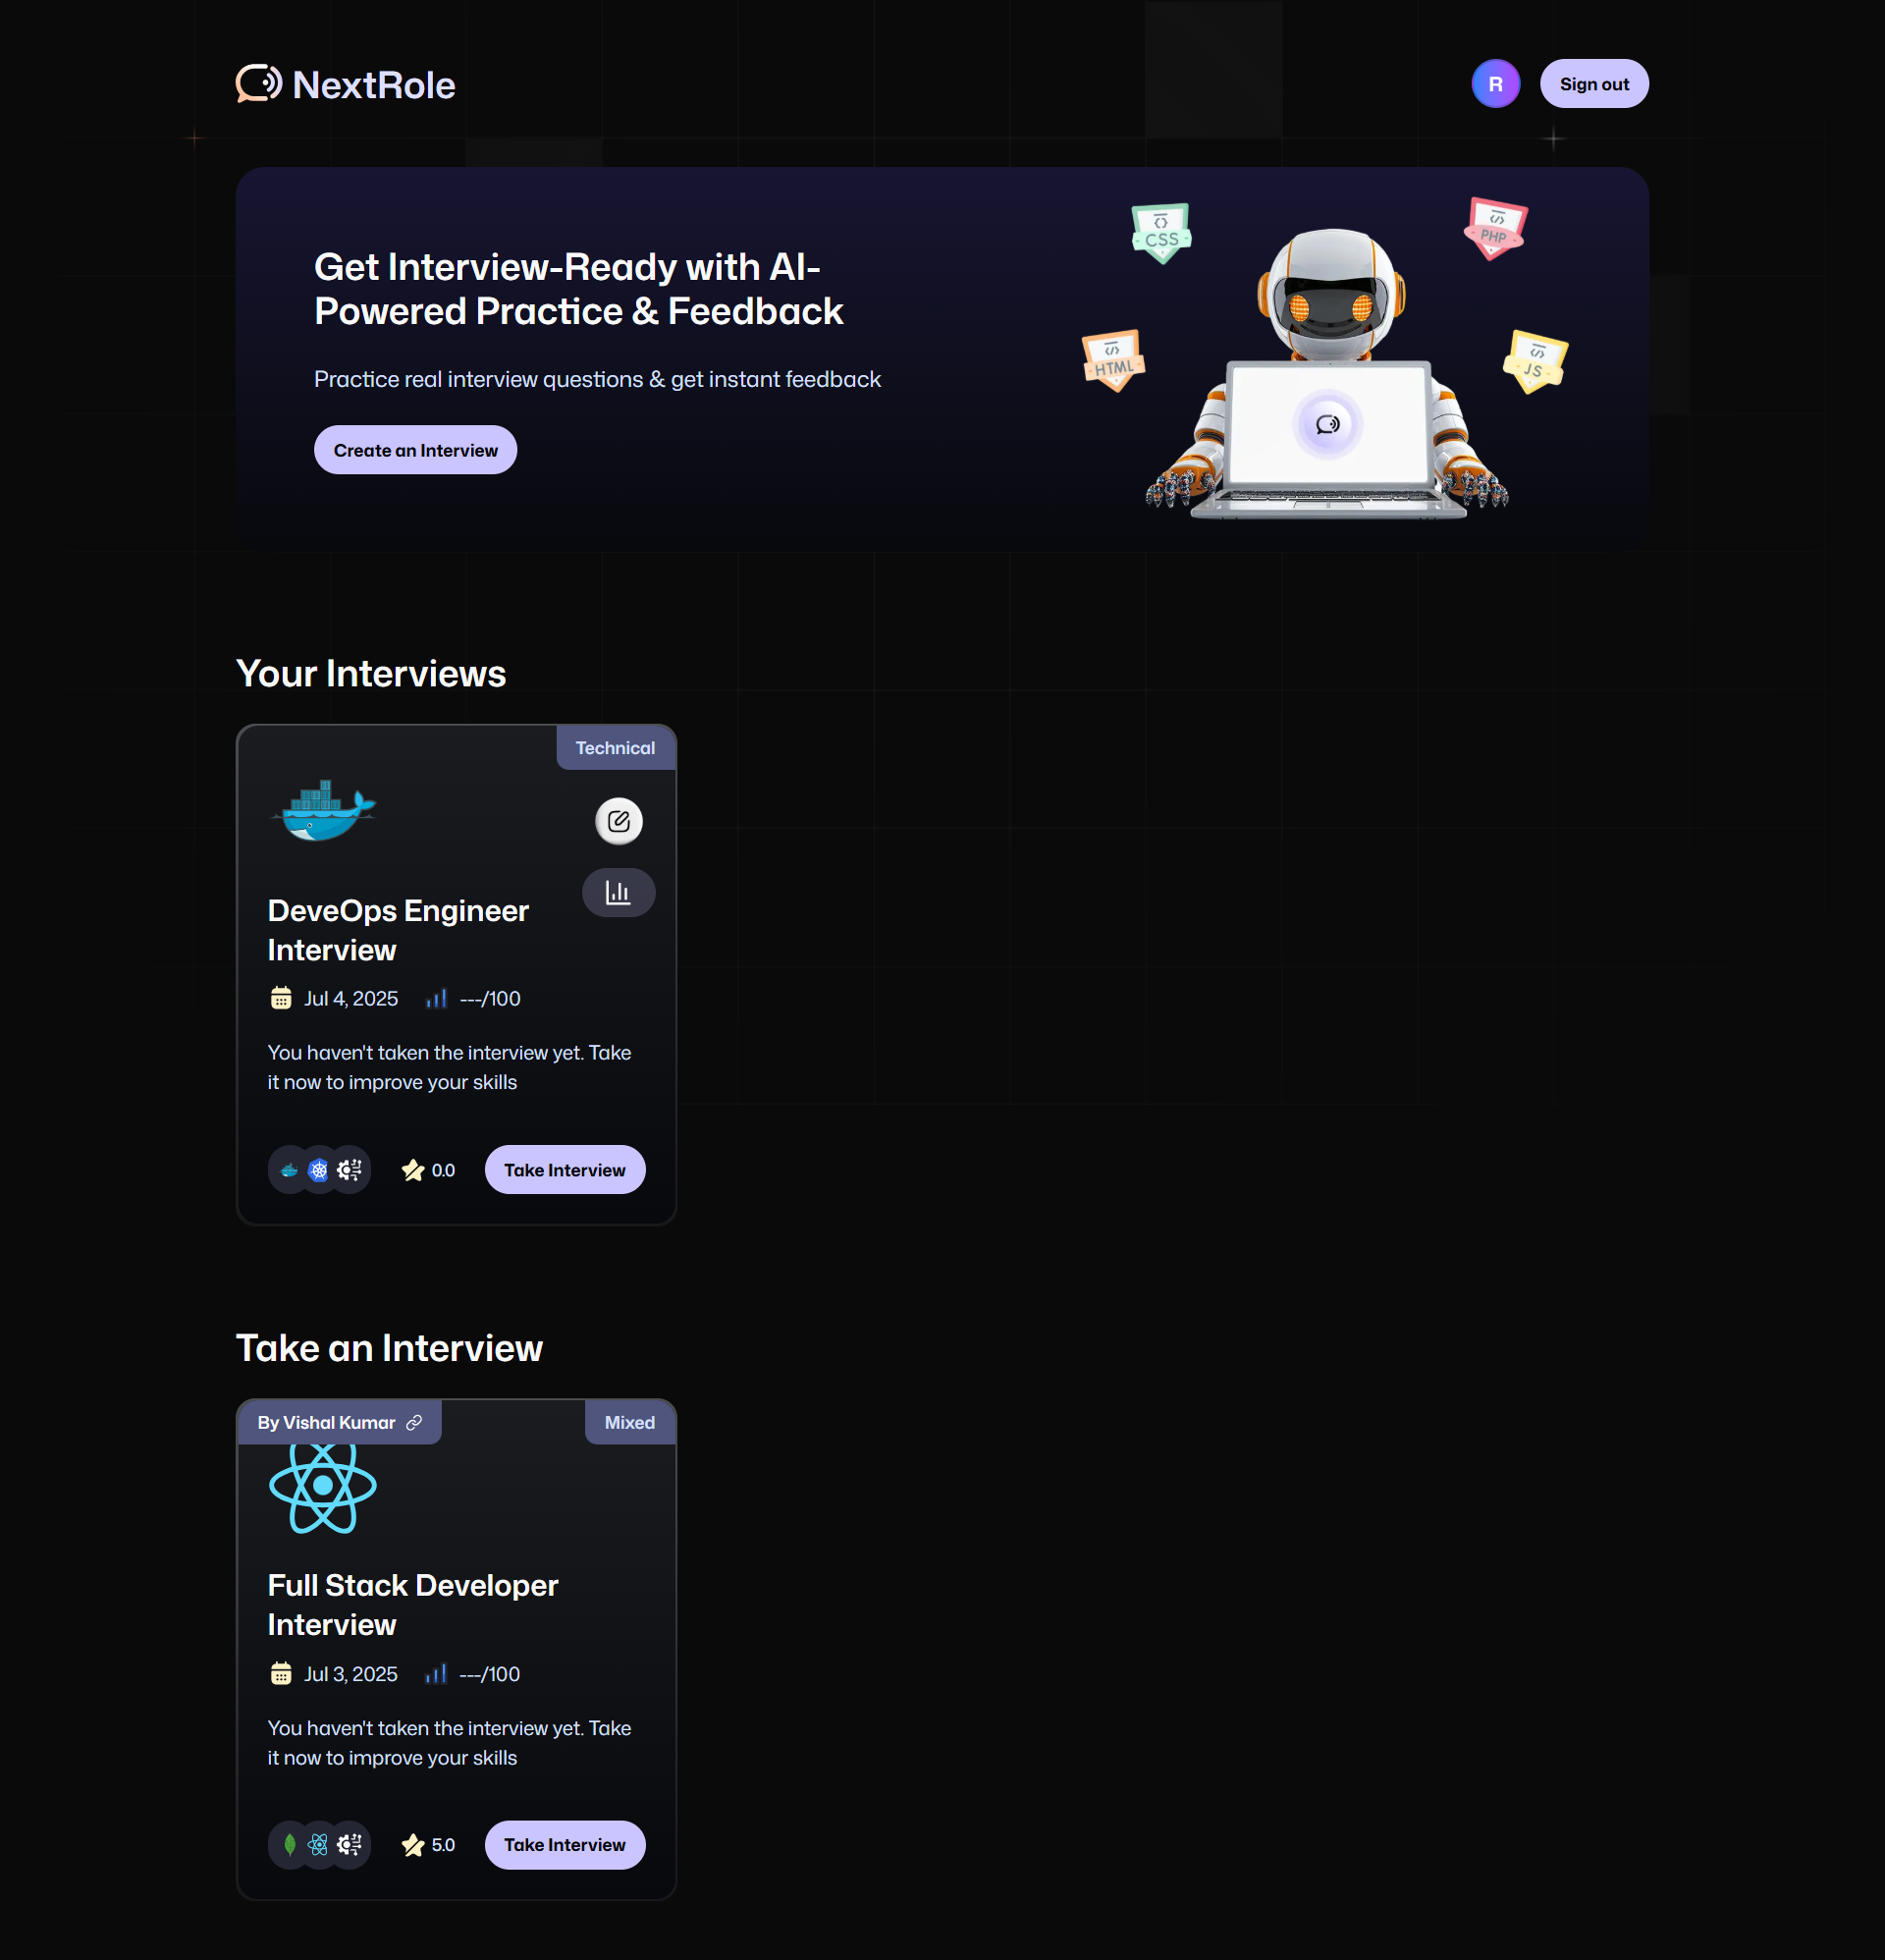 NextRole
R
Sign out
Get Interview-Ready with AI-
Powered Practice & Feedback
Practice real interview questions & get instant feedback
Create an Interview
CSS
PHP
HTML
JS
Your Interviews
Technical
DeveOps Engineer
Interview
Jul 4, 2025 ---/100
You haven't taken the interview yet. Take
it now to improve your skills
0.0 Take Interview
Take an Interview
By Vishal Kumar
Mixed
Full Stack Developer
Interview
Jul 3, 2025 ---/100
You haven't taken the interview yet. Take
it now to improve your skills
5.0 Take Interview